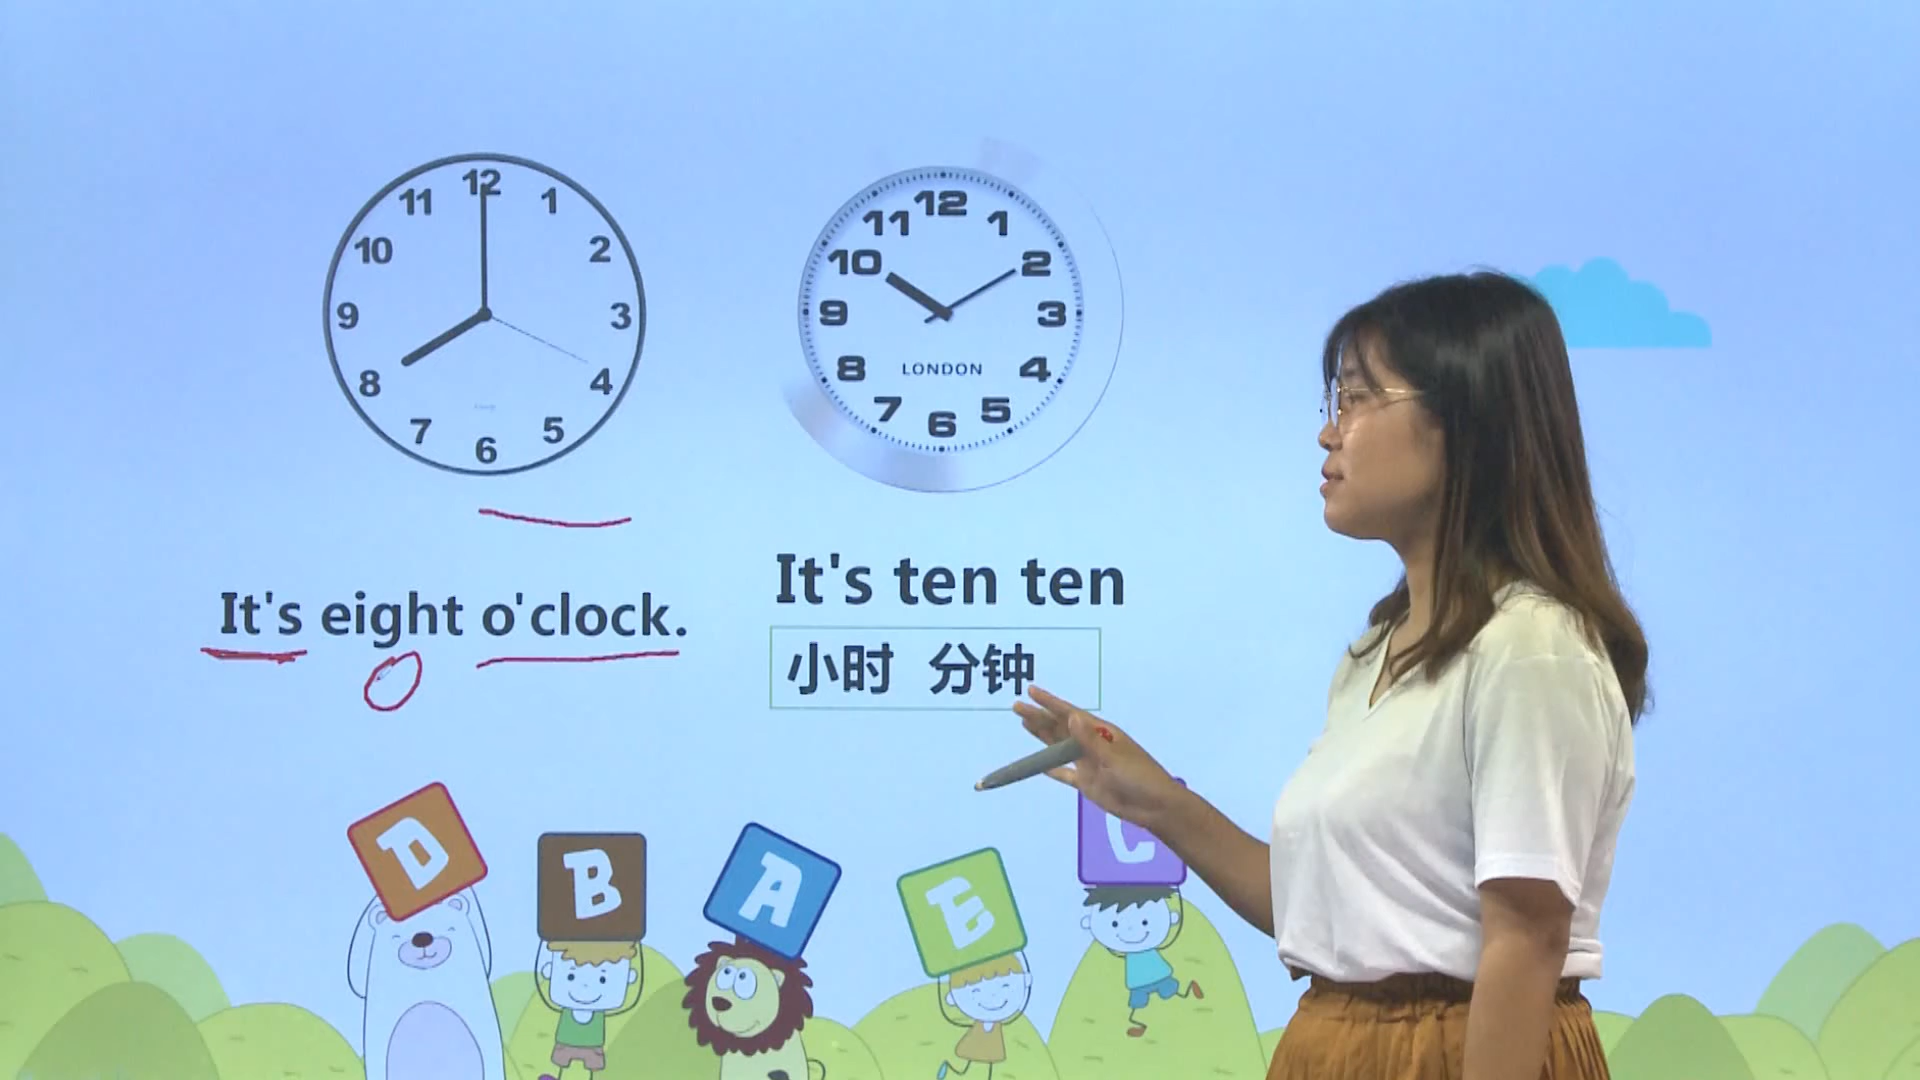 12
11 1
10 2
9 3
8 4
7 5
6
12
11 1
10 2
9 3
8 LONDON 4
7 5
6
It's eight o'clock.
It's ten ten
小时 分钟
D B A E C